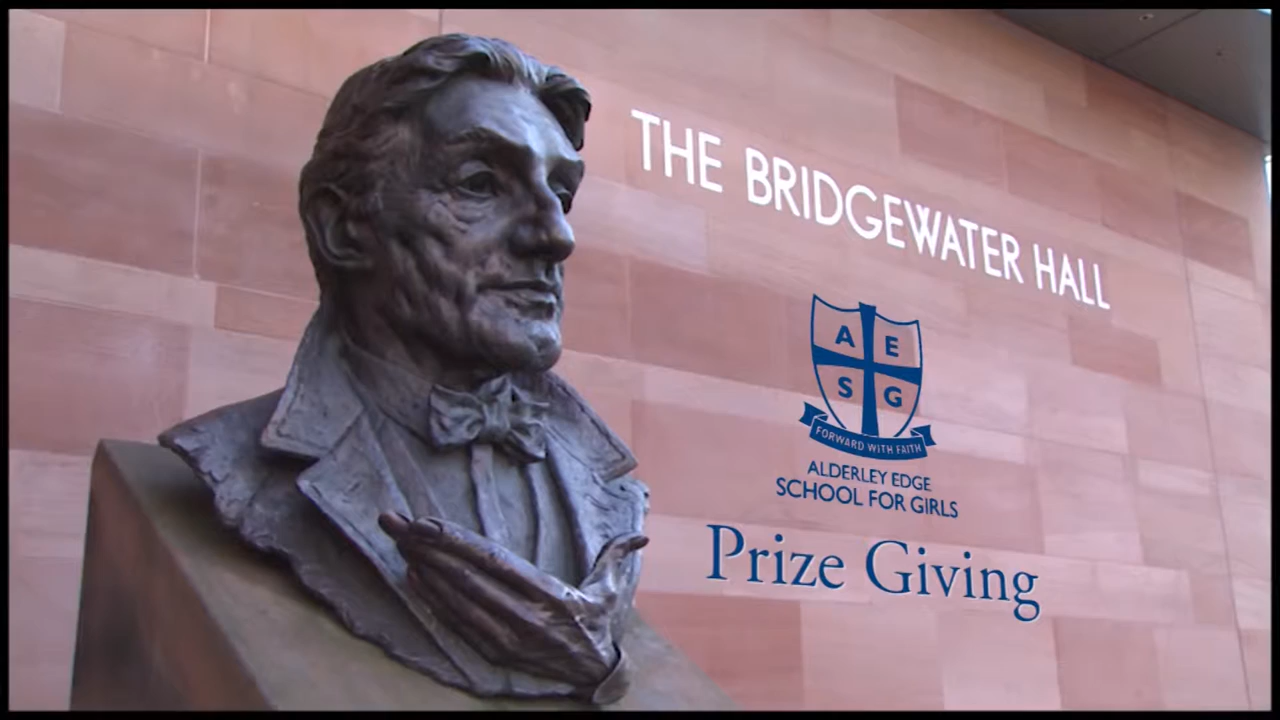 THE BRIDGEWATER HALL
A E
S G
FORWARD WITH FAITH
ALDERLEY EDGE
SCHOOL FOR GIRLS
Prize Giving